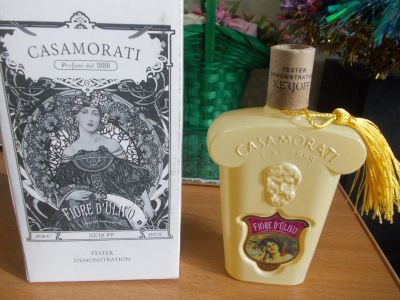 CASAMORATI
Profumi dal 1888
FIORE D'ULIVO
XERJOFF
TESTER
DEMONSTRATION
TESTER
DEMONSTRATION
XERJOFF
CASAMORATI
DAL 1888
FIORE D'ULIVO